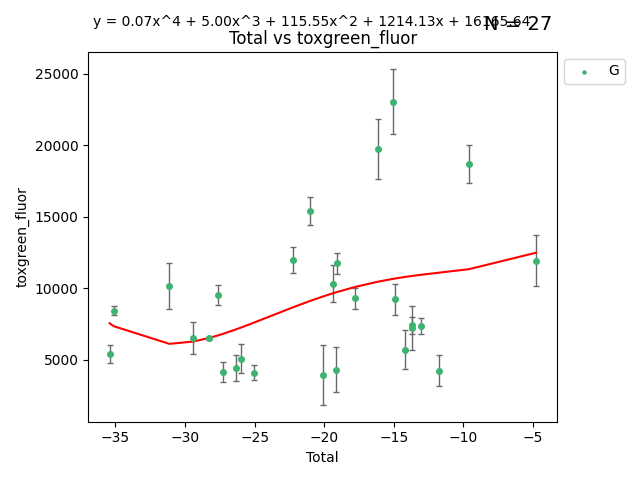 y = 0.07x^4 + 5.00x^3 + 115.55x^2 + 1214.13x + 16165.64
N = 27
Total vs toxgreen_fluor
G
25000
20000
15000
10000
5000
toxgreen_fluor
−35 −30 −25 −20 −15 −10 −5
Total